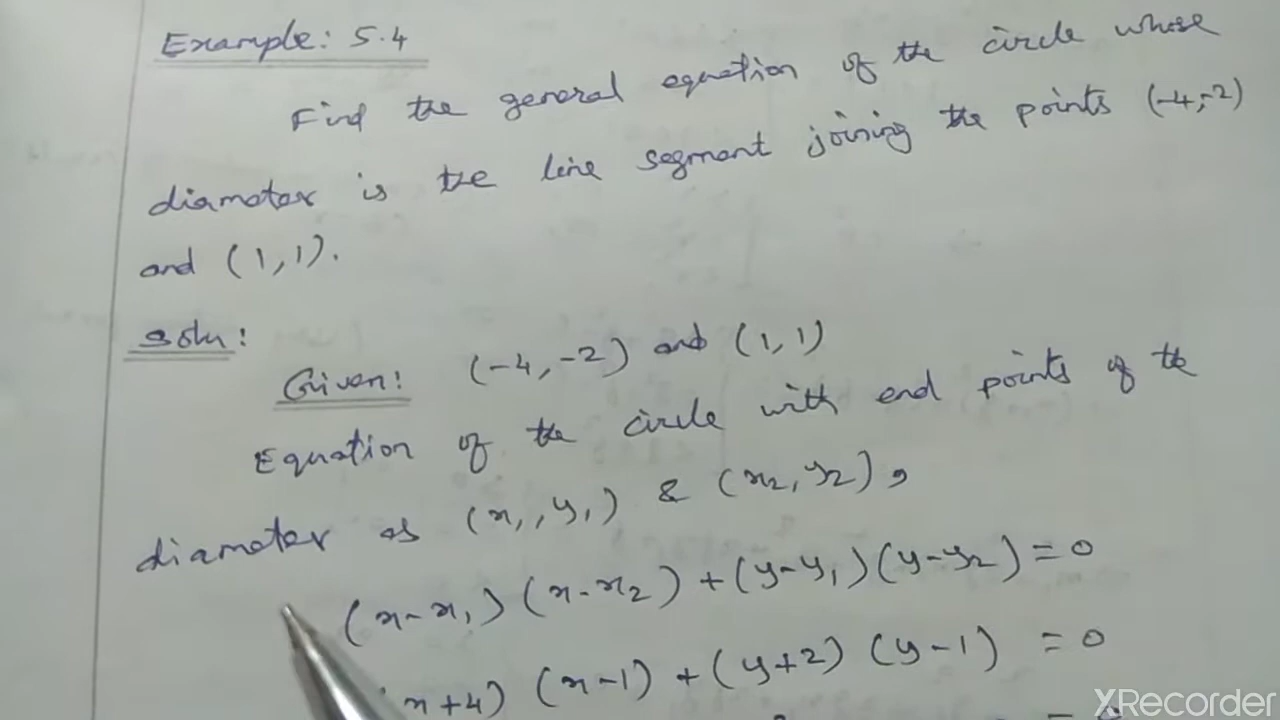 Example: 5.4
Find the general equation of the circle whose
diameter is the line segment joining the points (-4,-2)
and (1,1).
Soln:
Given: (-4,-2) and (1,1)
Equation of the circle with end points of the
diameter as (x₁,y₁) & (x₂,y₂),
(x-x₁)(x-x₂)+(y-y₁)(y-y₂)=0
x+4)(x-1)+(y+2)(y-1)=0
XRecorder